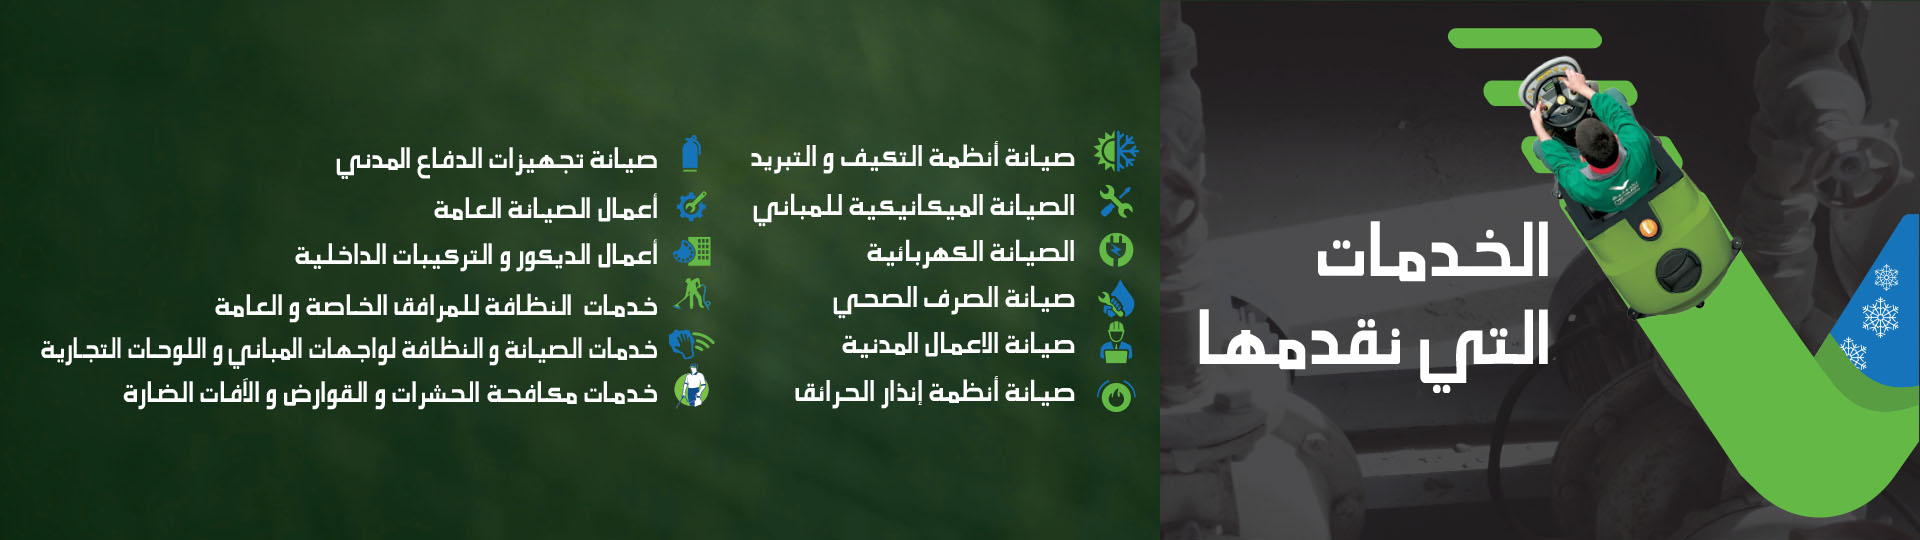 الخدمات
التي نقدمها
صيانة أنظمة التكيف و التبريد
الصيانة الميكانيكية للمباني
الصيانة الكهربائية
صيانة الصرف الصحي
صيانة الاعمال المدنية
صيانة أنظمة إنذار الحرائق
صيانة تجهيزات الدفاع المدني
أعمال الصيانة العامة
أعمال الديكور و التركيبات الداخلية
خدمات النظافة للمرافق الخاصة و العامة
خدمات الصيانة و النظافة لواجهات المباني و اللوحات التجارية
خدمات مكافحة الحشرات و القوارض و الأفات الضارة